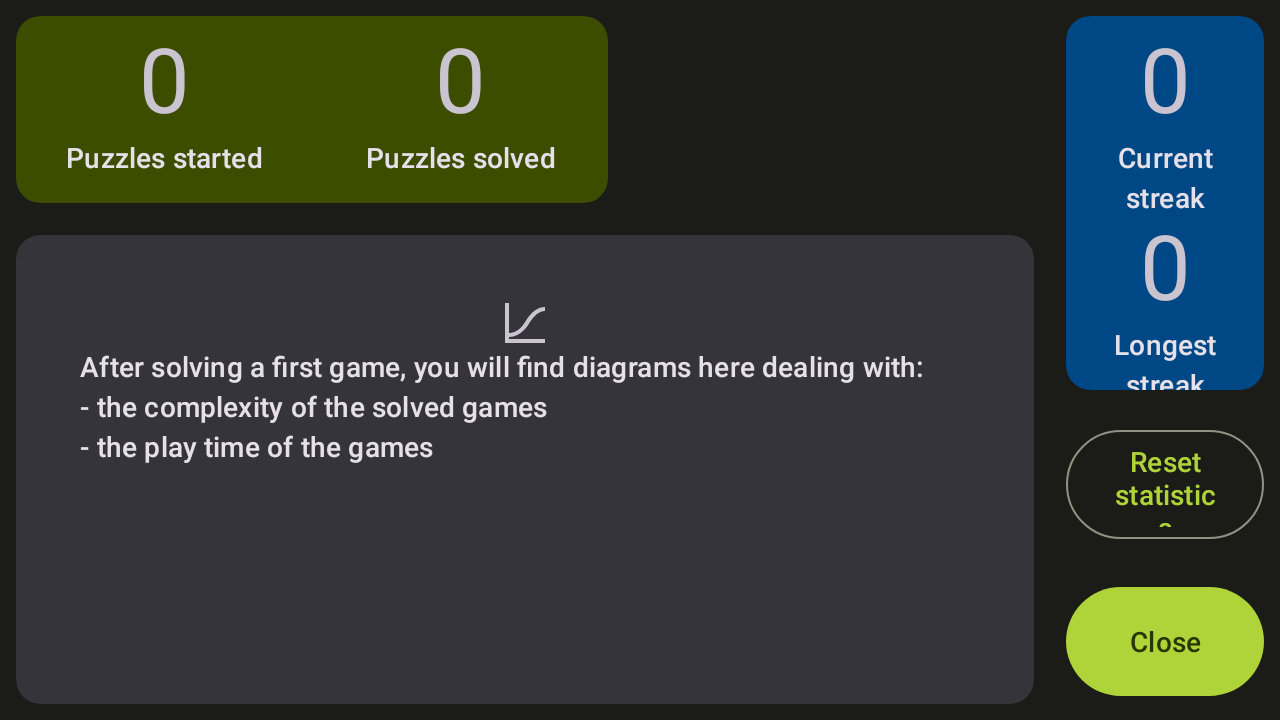 0
Puzzles started
0
Puzzles solved
0
Current
streak
0
Longest
streak
After solving a first game, you will find diagrams here dealing with:
- the complexity of the solved games
- the play time of the games
Reset
statistic
s
Close